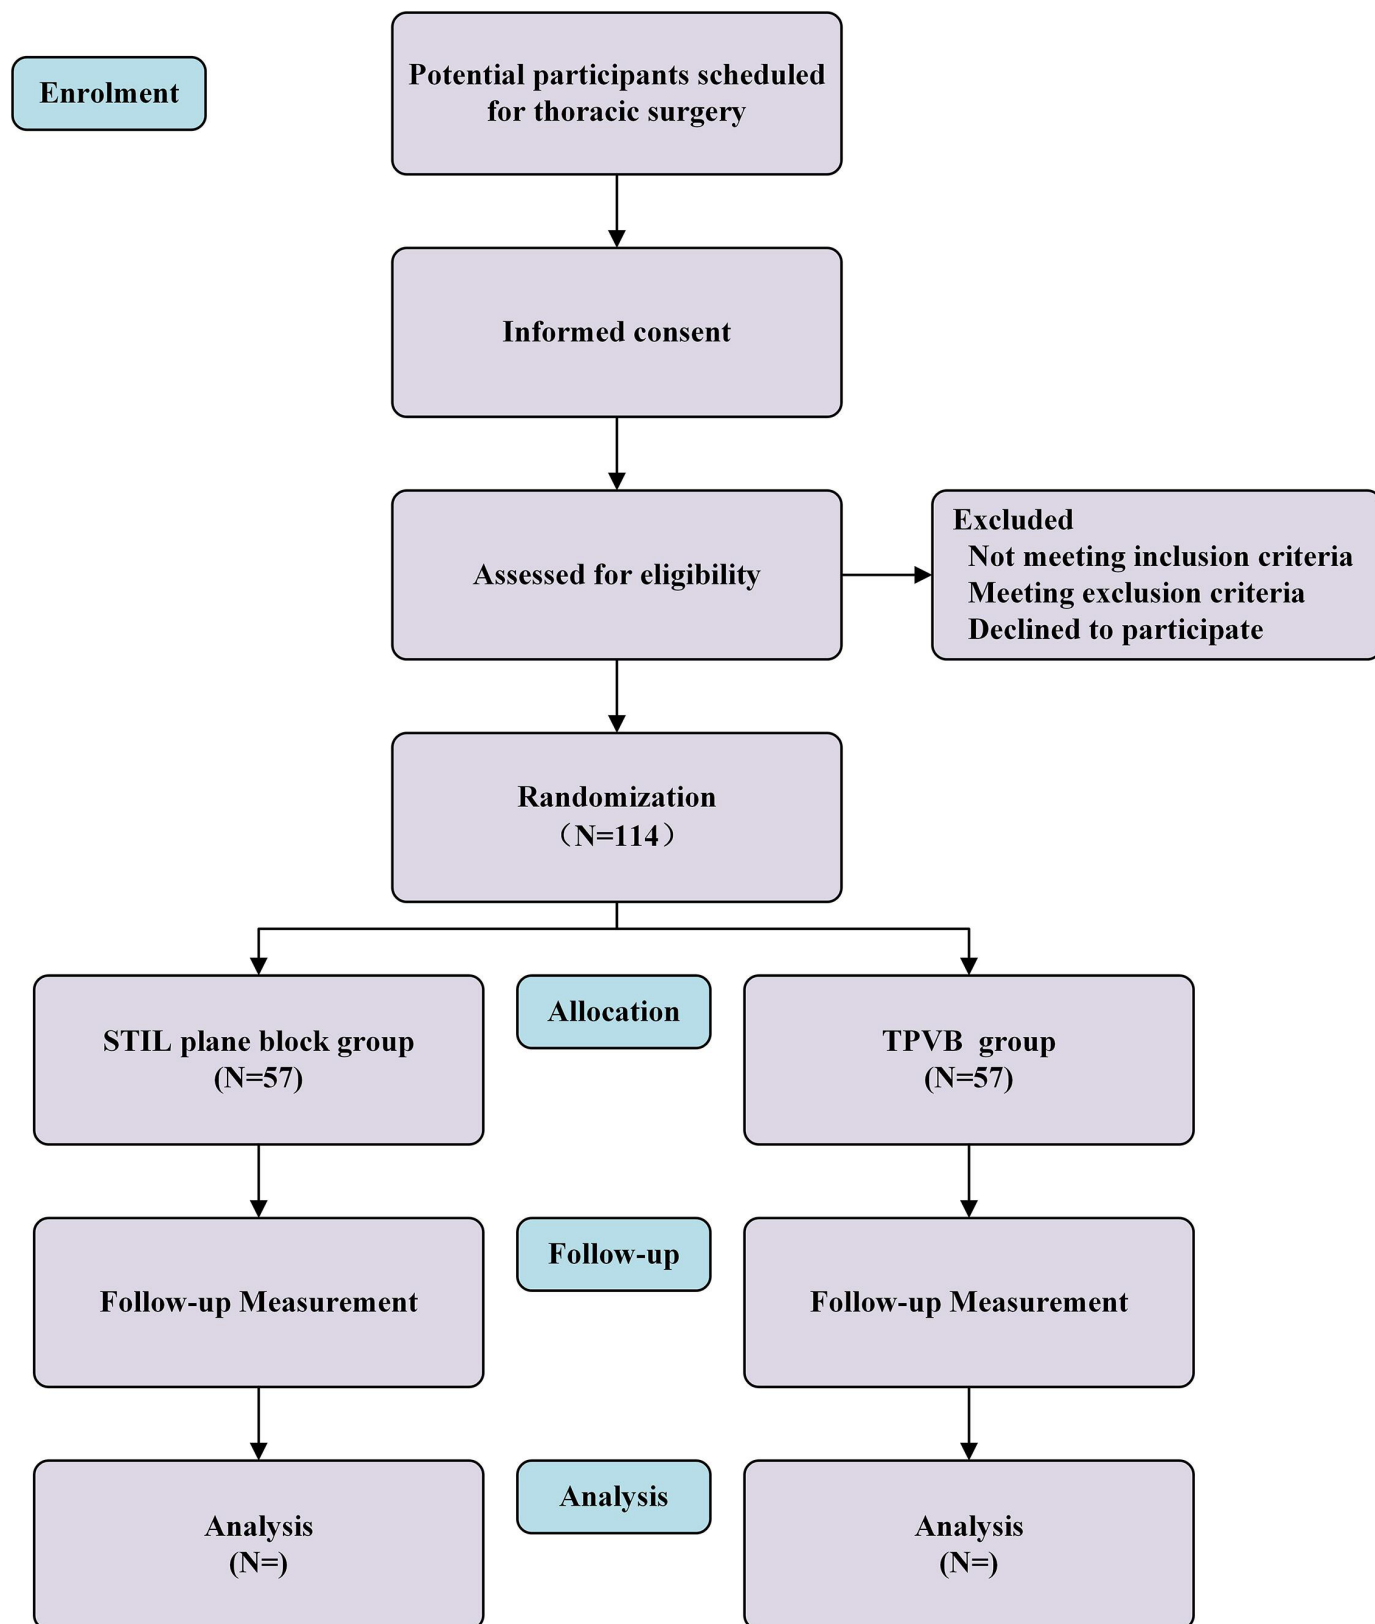 Enrolment
Potential participants scheduled
for thoracic surgery
Informed consent
Assessed for eligibility
Excluded
Not meeting inclusion criteria
Meeting exclusion criteria
Declined to participate
Randomization
（N=114）
STIL plane block group
(N=57)
Allocation
TPVB  group
(N=57)
Follow-up Measurement
Follow-up
Follow-up Measurement
Analysis
(N=)
Analysis
Analysis
(N=)